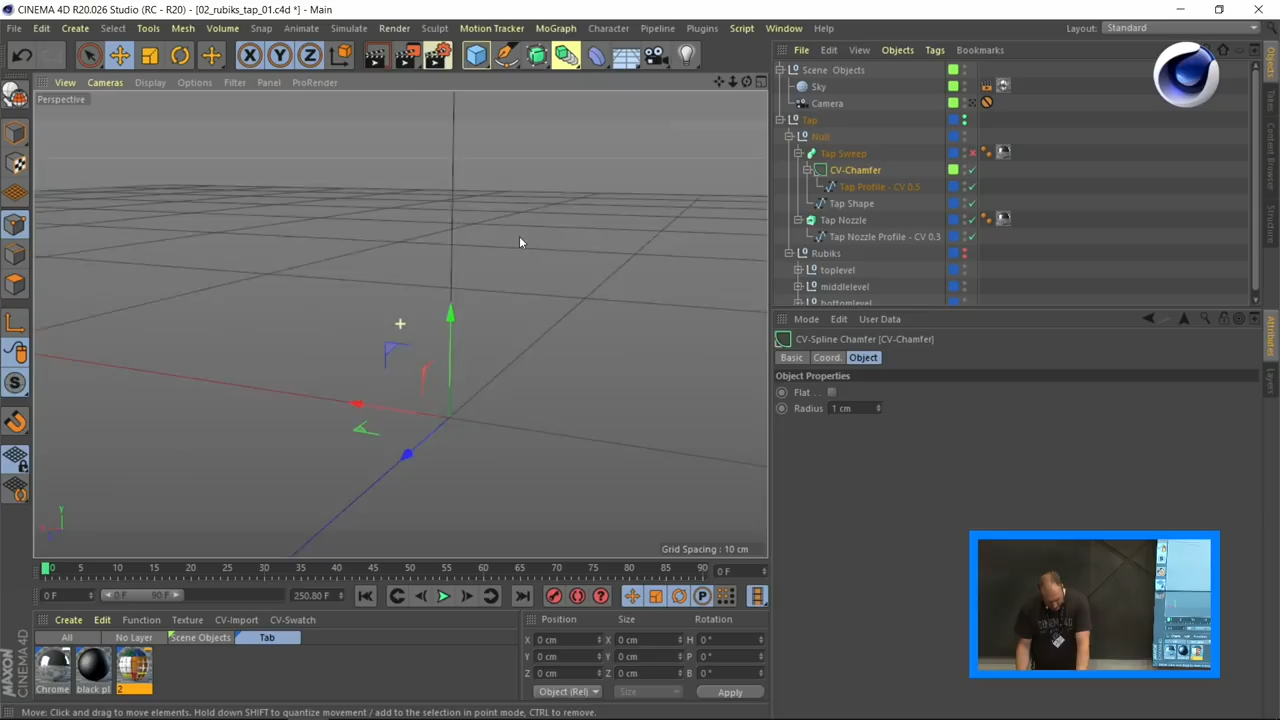 CINEMA 4D R20.026 Studio (RC - R20) - [02_rubiks_tap_01.c4d *] - Main
File Edit Create Select Tools Mesh Volume Snap Animate Simulate Render Sculpt Motion Tracker MoGraph Character Pipeline Plugins Script Window Help Layout: Standard
X Y Z
File Edit View Objects Tags Bookmarks
View Cameras Display Options Filter Panel ProRender
Perspective
Scene Objects
Sky
Camera
Tap
Null
Tap Sweep
CV-Chamfer
Tap Profile - CV 0.5
Tap Shape
Tap Nozzle
Tap Nozzle Profile - CV 0.3
Rubiks
toplevel
middlelevel
bottomlevel
Objects
Takes
Content Browser
Structure
Mode Edit User Data
CV-Spline Chamfer [CV-Chamfer]
Basic Coord. Object
Object Properties
Flat . .
Radius 1 cm
Attributes
Layers
Y
Grid Spacing : 10 cm
0 5 10 15 20 25 30 35 40 45 50 55 60 65 70 75 80 85 90 0 F
0 F 0 F 90 F 250.80 F
Create Edit Function Texture CV-Import CV-Swatch
All No Layer Scene Objects Tab
Chrome black pl 2
Position Size Rotation
X 0 cm X 0 cm H 0 °
Y 0 cm Y 0 cm P 0 °
Z 0 cm Z 0 cm B 0 °
Object (Rel) Size Apply
MAXON CINEMA 4D
Move: Click and drag to move elements. Hold down SHIFT to quantize movement / add to the selection in point mode, CTRL to remove.